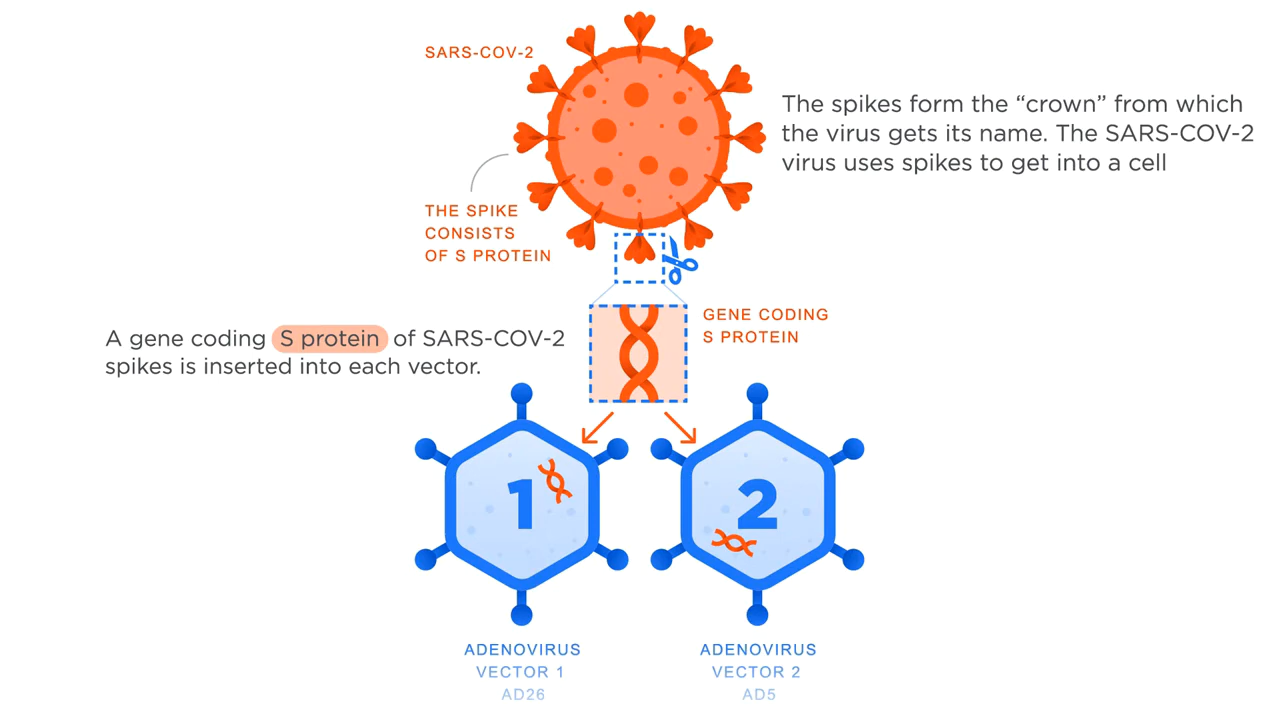 SARS-COV-2
The spikes form the “crown” from which
the virus gets its name. The SARS-COV-2
virus uses spikes to get into a cell
THE SPIKE
CONSISTS
OF S PROTEIN
GENE CODING
S PROTEIN
A gene coding S protein of SARS-COV-2
spikes is inserted into each vector.
1
2
ADENOVIRUS
VECTOR 1
AD26
ADENOVIRUS
VECTOR 2
AD5